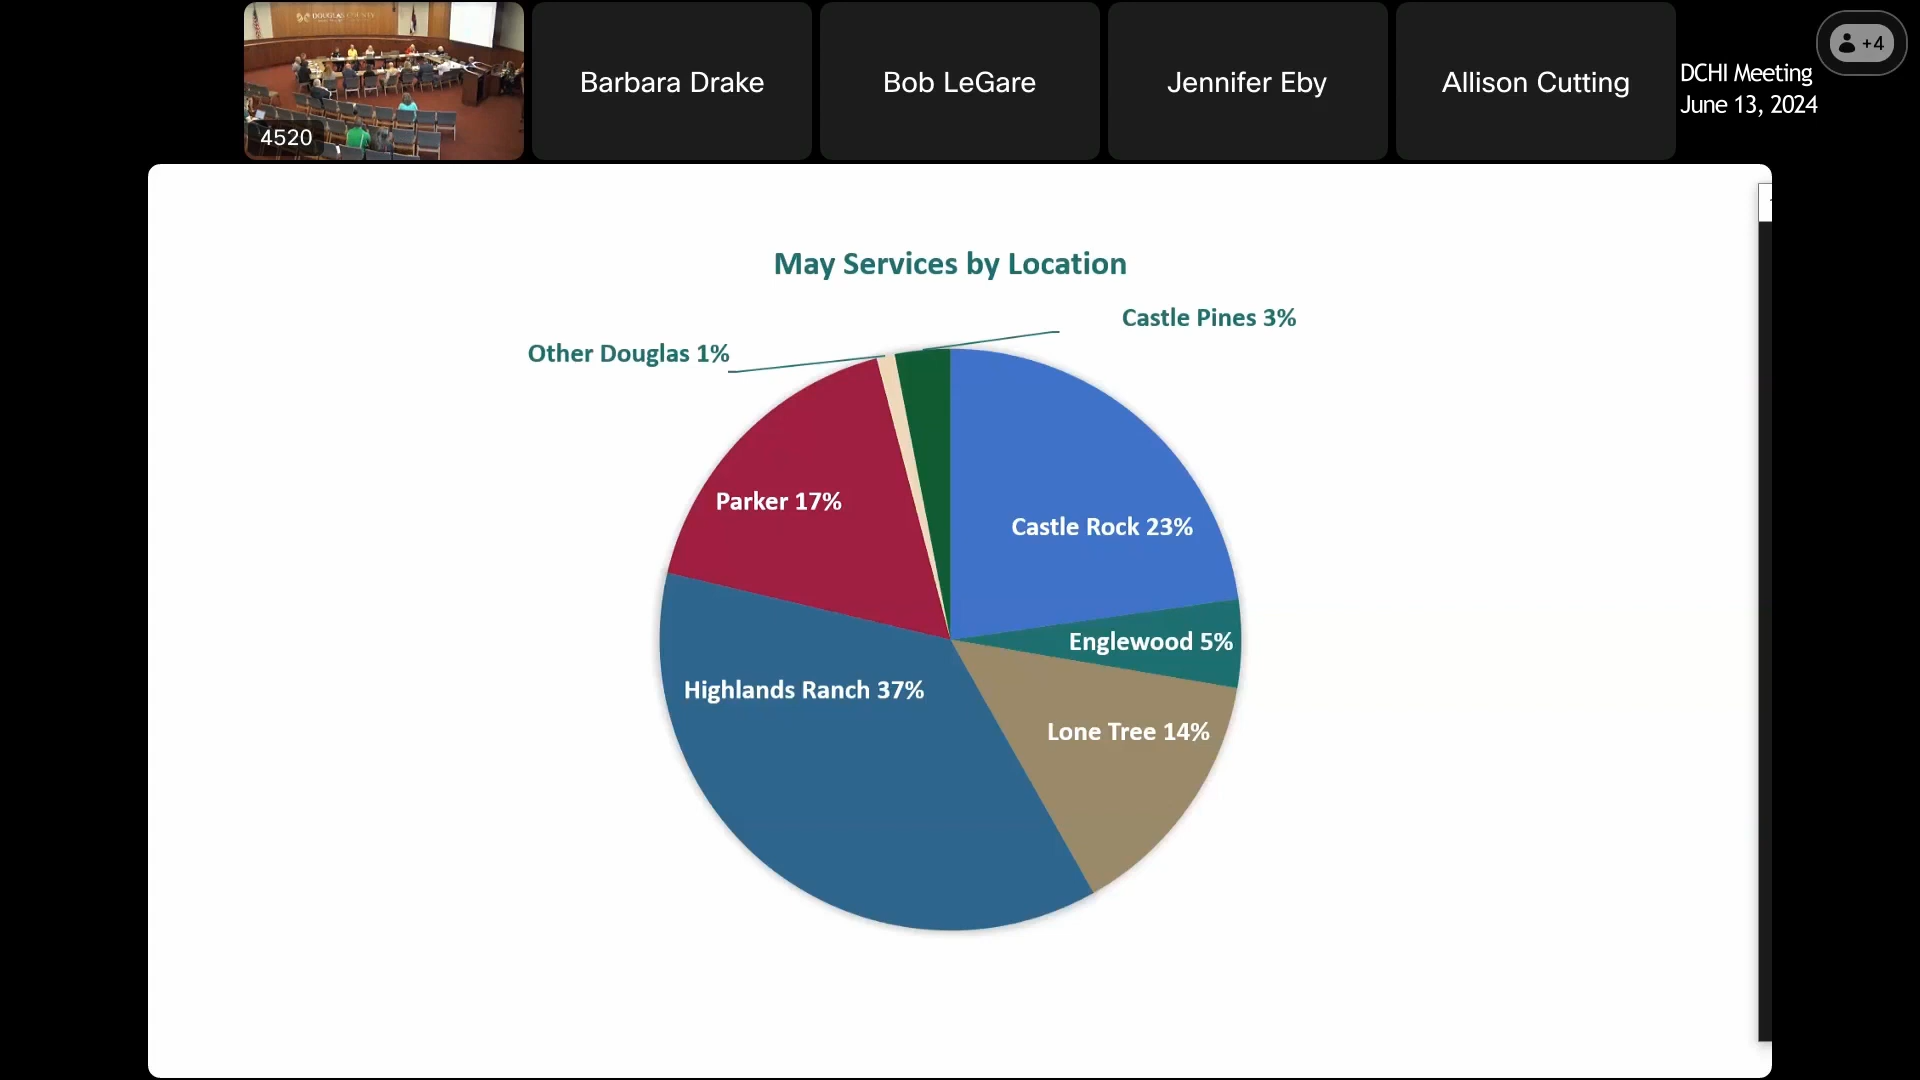 DOUGLAS COUNTY
4520
Barbara Drake
Bob LeGare
Jennifer Eby
Allison Cutting
+4
DCHI Meeting
June 13, 2024
May Services by Location
Castle Pines 3%
Other Douglas 1%
Parker 17%
Castle Rock 23%
Englewood 5%
Highlands Ranch 37%
Lone Tree 14%